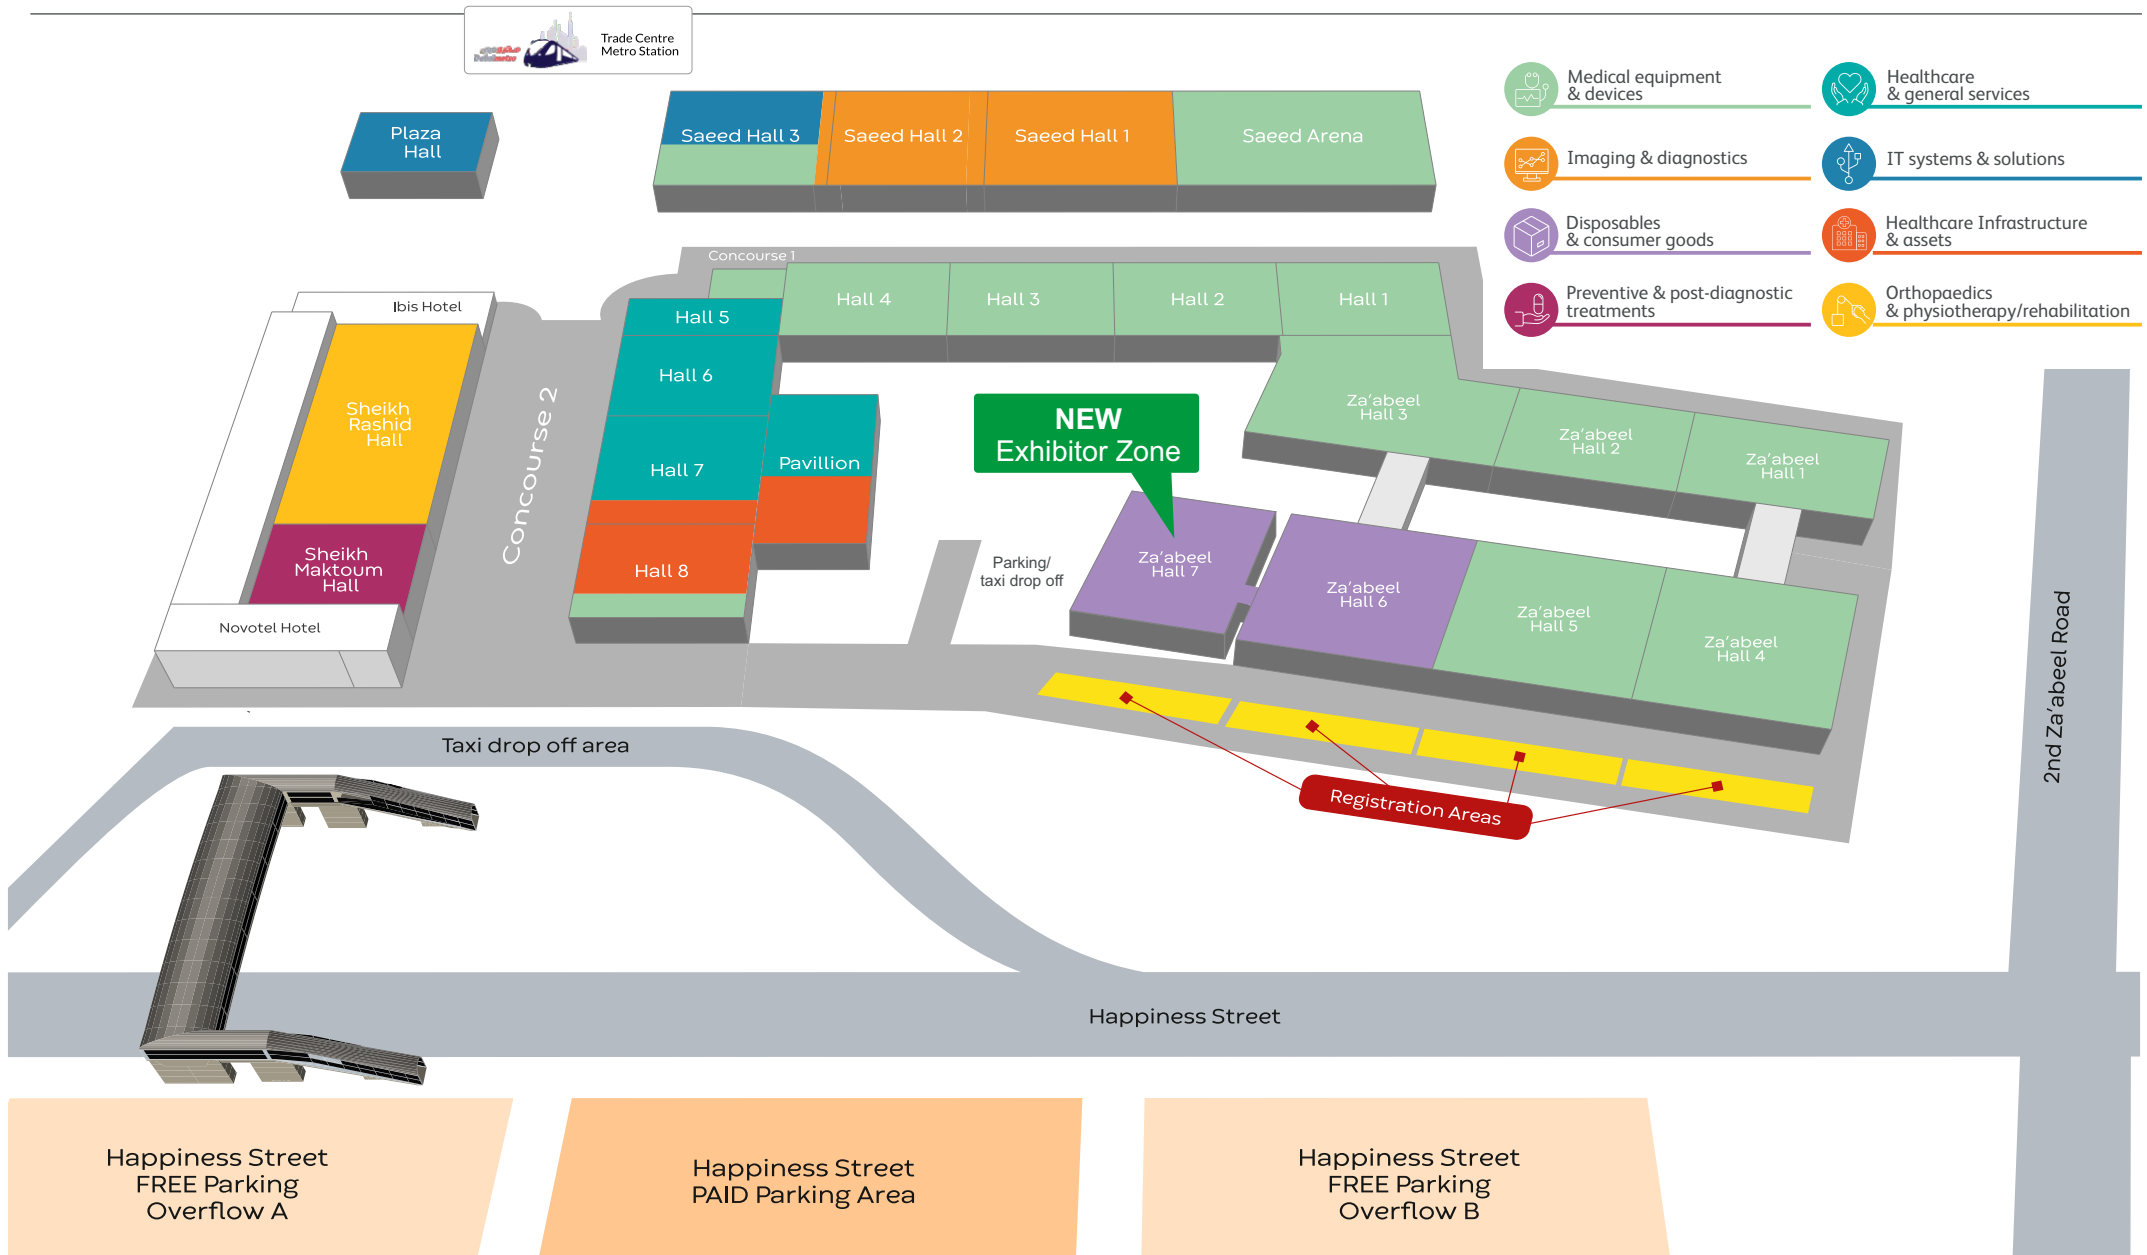 Trade Centre
Metro Station
Medical equipment
& devices
Healthcare
& general services
Imaging & diagnostics
IT systems & solutions
Disposables
& consumer goods
Healthcare Infrastructure
& assets
Preventive & post-diagnostic
treatments
Orthopaedics
& physiotherapy/rehabilitation
Plaza
Hall
Saeed Hall 3
Saeed Hall 2
Saeed Hall 1
Saeed Arena
Concourse 1
Hall 4
Hall 3
Hall 2
Hall 1
Ibis Hotel
Hall 5
Hall 6
Hall 7
Hall 8
Pavillion
Sheikh
Rashid
Hall
Sheikh
Maktoum
Hall
Novotel Hotel
Concourse 2
NEW
Exhibitor Zone
Za'abeel
Hall 3
Za'abeel
Hall 2
Za'abeel
Hall 1
Parking/
taxi drop off
Za'abeel
Hall 7
Za'abeel
Hall 6
Za'abeel
Hall 5
Za'abeel
Hall 4
2nd Za'abeel Road
Taxi drop off area
Registration Areas
Happiness Street
Happiness Street
FREE Parking
Overflow A
Happiness Street
PAID Parking Area
Happiness Street
FREE Parking
Overflow B